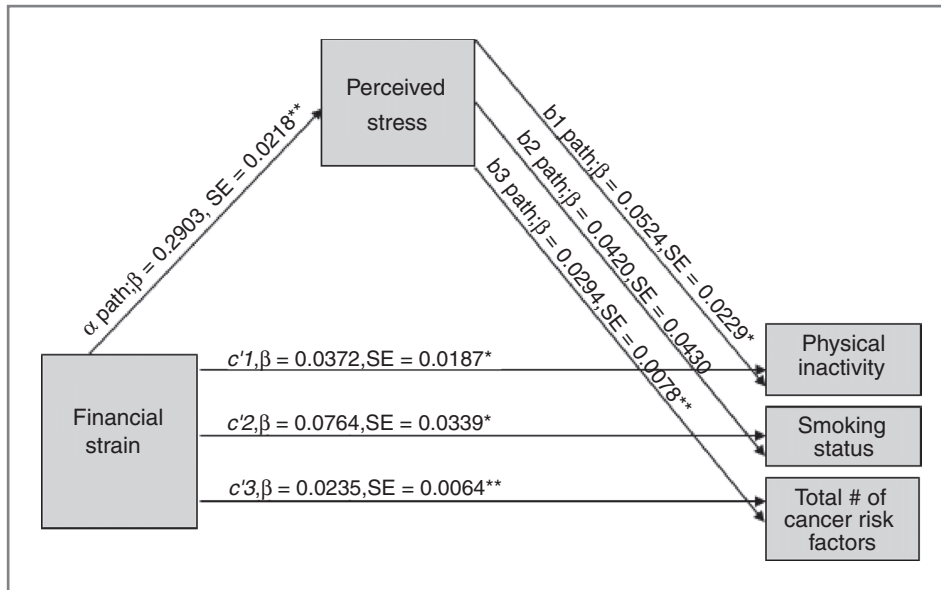 Perceived
stress
α path;β = 0.2903, SE = 0.0218**
b1 path;β = 0.0524,SE = 0.0229*
b2 path;β = 0.0420,SE = 0.0430
b3 path;β = 0.0294,SE = 0.0078**
Financial
strain
c'1,β = 0.0372,SE = 0.0187*
c'2,β = 0.0764,SE = 0.0339*
c'3,β = 0.0235,SE = 0.0064**
Physical
inactivity
Smoking
status
Total # of
cancer risk
factors